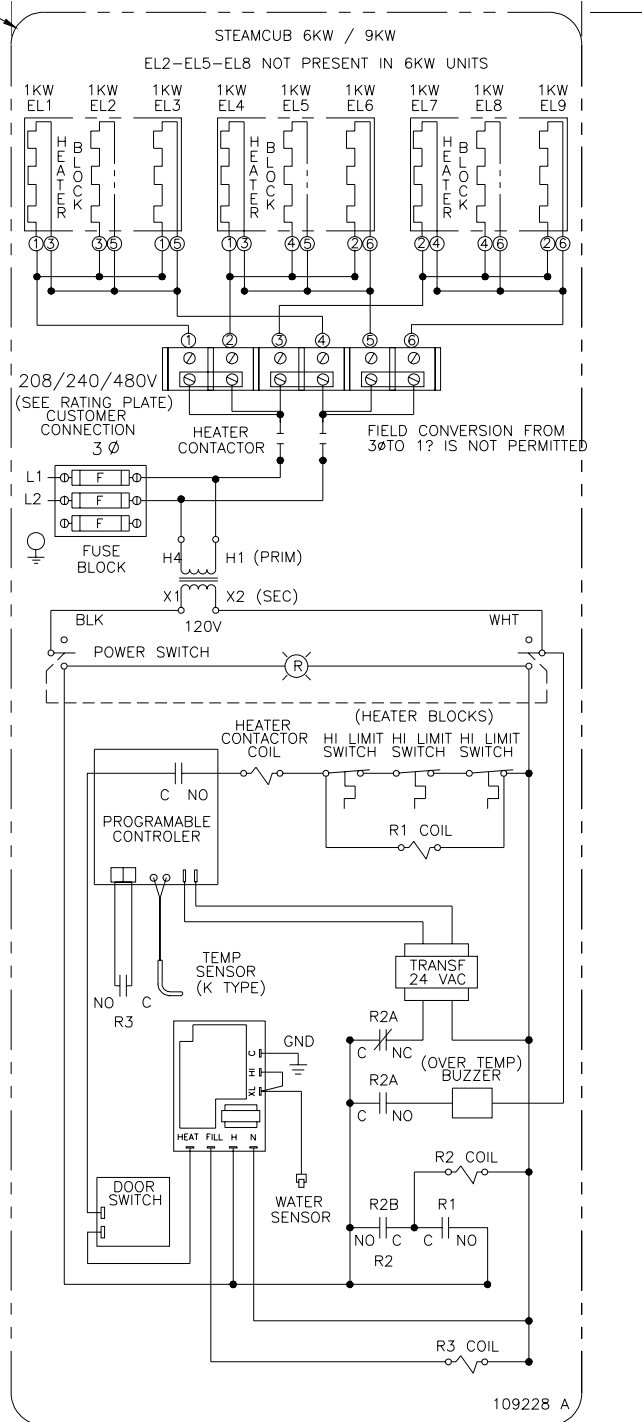 STEAMCUB 6KW / 9KW
EL2-EL5-EL8 NOT PRESENT IN 6KW UNITS
1KW 1KW 1KW 1KW 1KW 1KW 1KW 1KW 1KW
EL1 EL2 EL3 EL4 EL5 EL6 EL7 EL8 EL9
HEATER BLOCK HEATER BLOCK HEATER BLOCK
1 3 3 5 1 5 1 3 4 5 2 6 2 4 4 6 2 6
1 2 3 4 5 6
208/240/480V
(SEE RATING PLATE)
CUSTOMER
CONNECTION
3 Ø
HEATER
CONTACTOR
FIELD CONVERSION FROM
3øTO 1? IS NOT PERMITTED
L1 F
L2 F
F
FUSE
BLOCK
H4 H1 (PRIM)
X1 X2 (SEC)
BLK 120V WHT
POWER SWITCH
R
(HEATER BLOCKS)
HEATER
CONTACTOR
COIL
HI LIMIT HI LIMIT HI LIMIT
SWITCH SWITCH SWITCH
C NO
PROGRAMABLE
CONTROLER
R1 COIL
TEMP
SENSOR
(K TYPE)
TRANSF
24 VAC
NO C
R3
R2A
C NC
GND
C
HI
XL
(OVER TEMP)
BUZZER
R2A
C NO
HEAT FILL H N
R2 COIL
DOOR
SWITCH
WATER
SENSOR
R2B R1
NO C C NO
R2
R3 COIL
109228 A